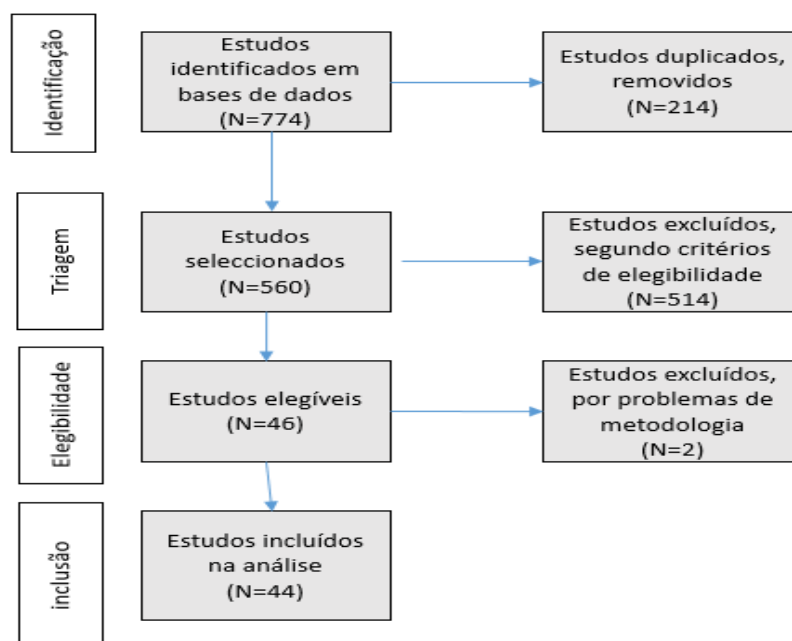 Identificação
Estudos
identificados em
bases de dados
(N=774)
Estudos duplicados,
removidos
(N=214)
Triagem
Estudos
seleccionados
(N=560)
Estudos excluídos,
segundo critérios
de elegibilidade
(N=514)
Elegibilidade
Estudos elegíveis
(N=46)
Estudos excluídos,
por problemas de
metodologia
(N=2)
inclusão
Estudos incluídos
na análise
(N=44)